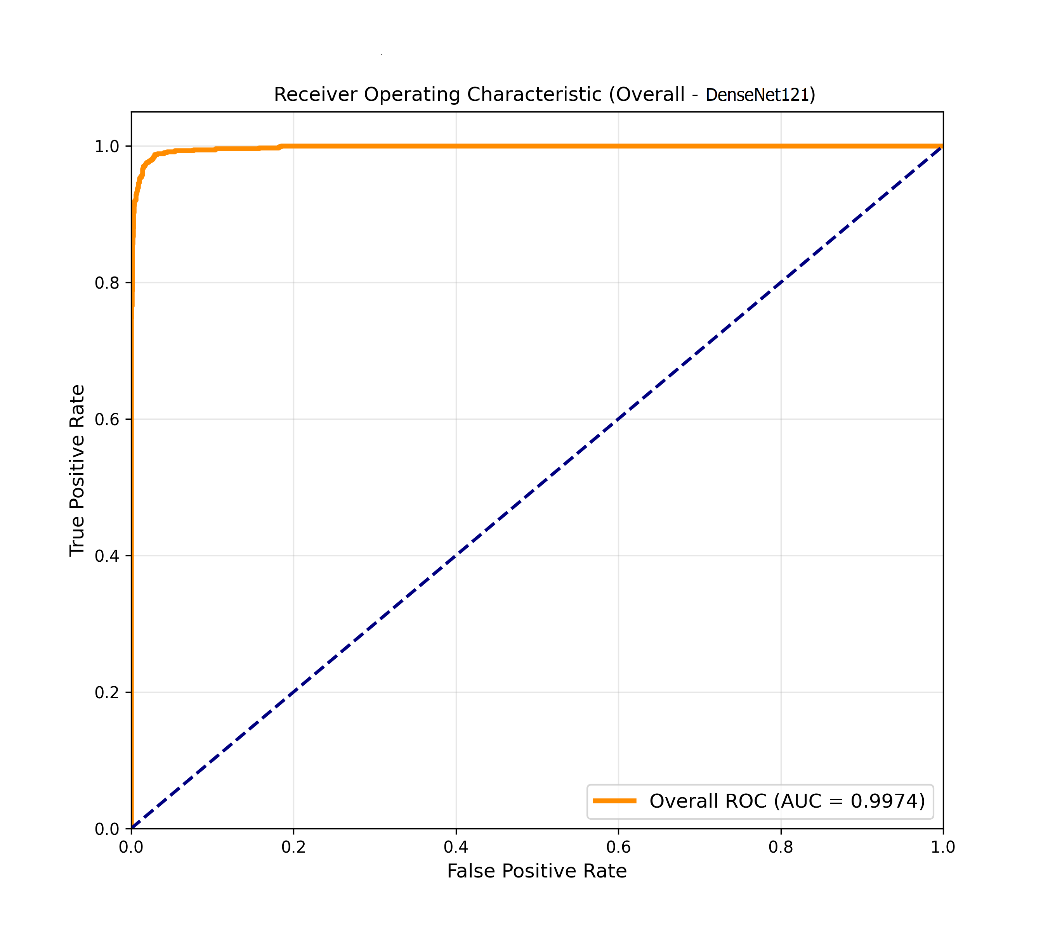 Receiver Operating Characteristic (Overall - DenseNet121)
1.0
0.8
0.6
0.4
0.2
0.0
True Positive Rate
Overall ROC (AUC = 0.9974)
0.0 0.2 0.4 0.6 0.8 1.0
False Positive Rate